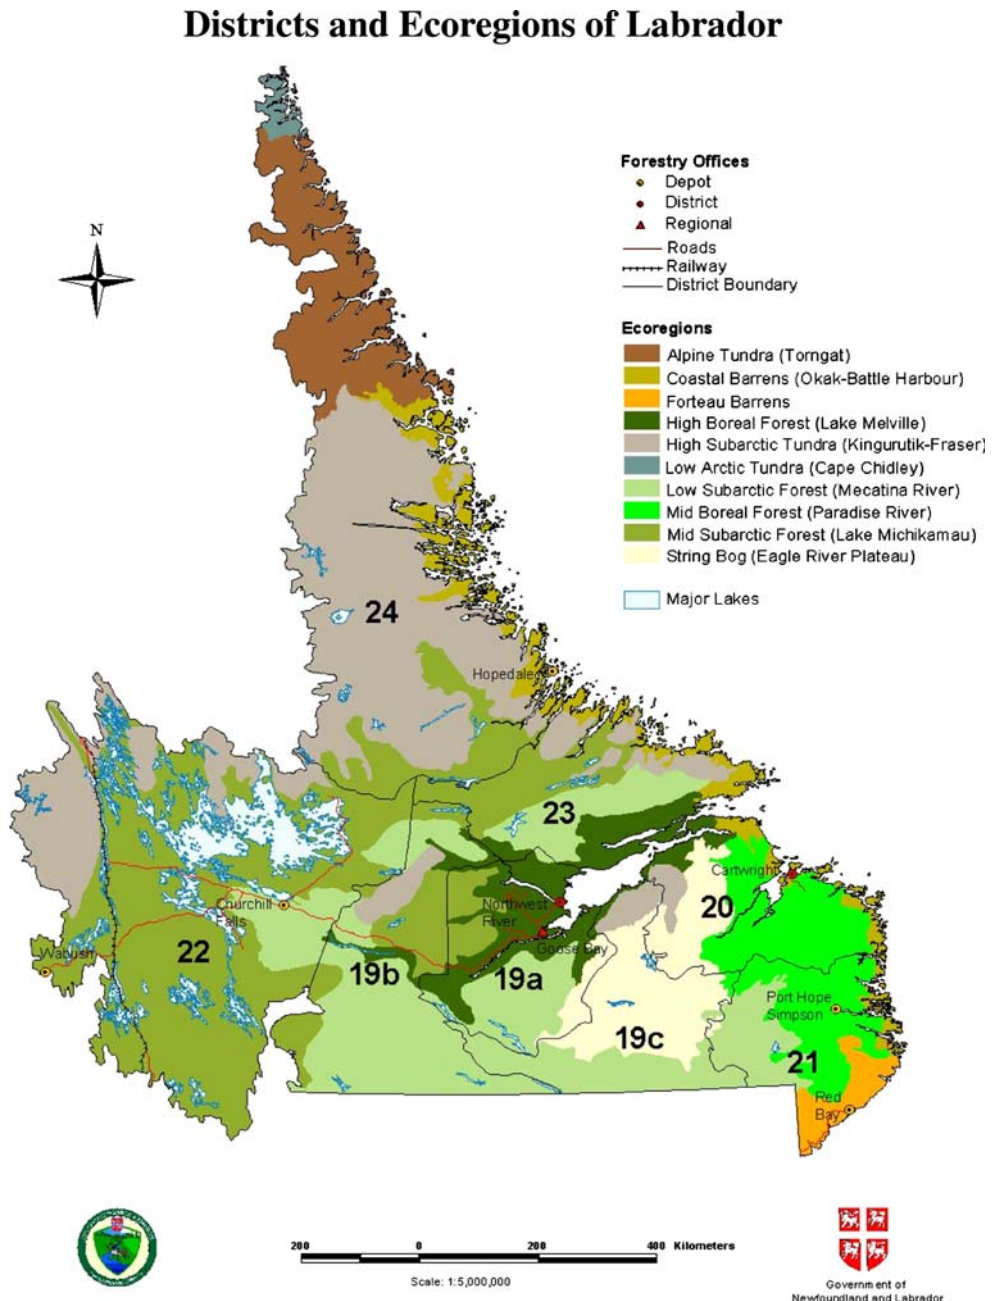 Districts and Ecoregions of Labrador
N
Forestry Offices
Depot
District
Regional
Roads
Railway
District Boundary
Ecoregions
Alpine Tundra (Torngat)
Coastal Barrens (Okak-Battle Harbour)
Forteau Barrens
High Boreal Forest (Lake Melville)
High Subarctic Tundra (Kingurutik-Fraser)
Low Arctic Tundra (Cape Chidley)
Low Subarctic Forest (Mecatina River)
Mid Boreal Forest (Paradise River)
Mid Subarctic Forest (Lake Michikamau)
String Bog (Eagle River Plateau)
Major Lakes
24
Hopedale
23
Cartwright
20
Churchill
Falls
Northwest
River
Goose Bay
22
Wabush
19b
19a
19c
Port Hope
Simpson
21
Red
Bay
200 0 200 400 Kilometers
Scale: 1:5,000,000
Government of
Newfoundland and Labrador